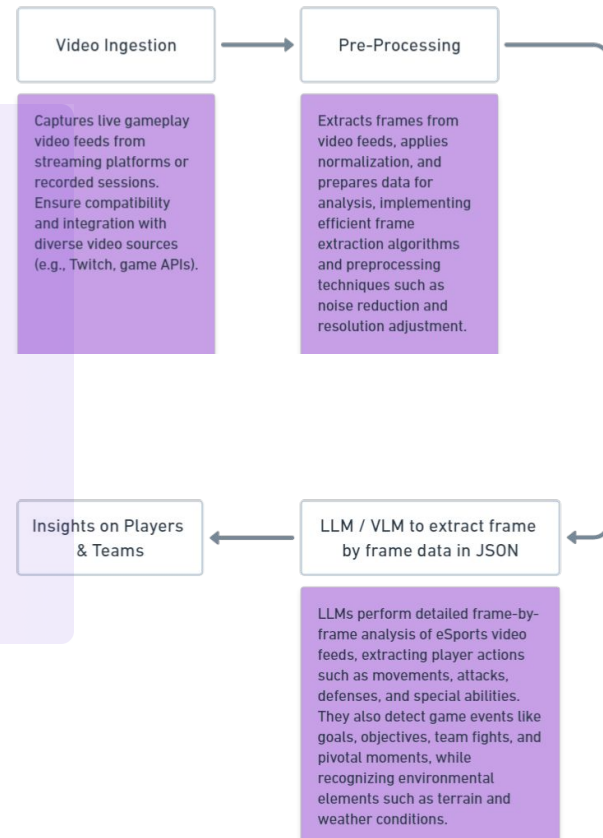 Video Ingestion
Pre-Processing
Captures live gameplay
video feeds from
streaming platforms or
recorded sessions.
Ensure compatibility
and integration with
diverse video sources
(e.g., Twitch, game APIs).
Extracts frames from
video feeds, applies
normalization, and
prepares data for
analysis, implementing
efficient frame
extraction algorithms
and preprocessing
techniques such as
noise reduction and
resolution adjustment.
Insights on Players
& Teams
LLM / VLM to extract frame
by frame data in JSON
LLMs perform detailed frame-by-
frame analysis of eSports video
feeds, extracting player actions
such as movements, attacks,
defenses, and special abilities.
They also detect game events like
goals, objectives, team fights, and
pivotal moments, while
recognizing environmental
elements such as terrain and
weather conditions.